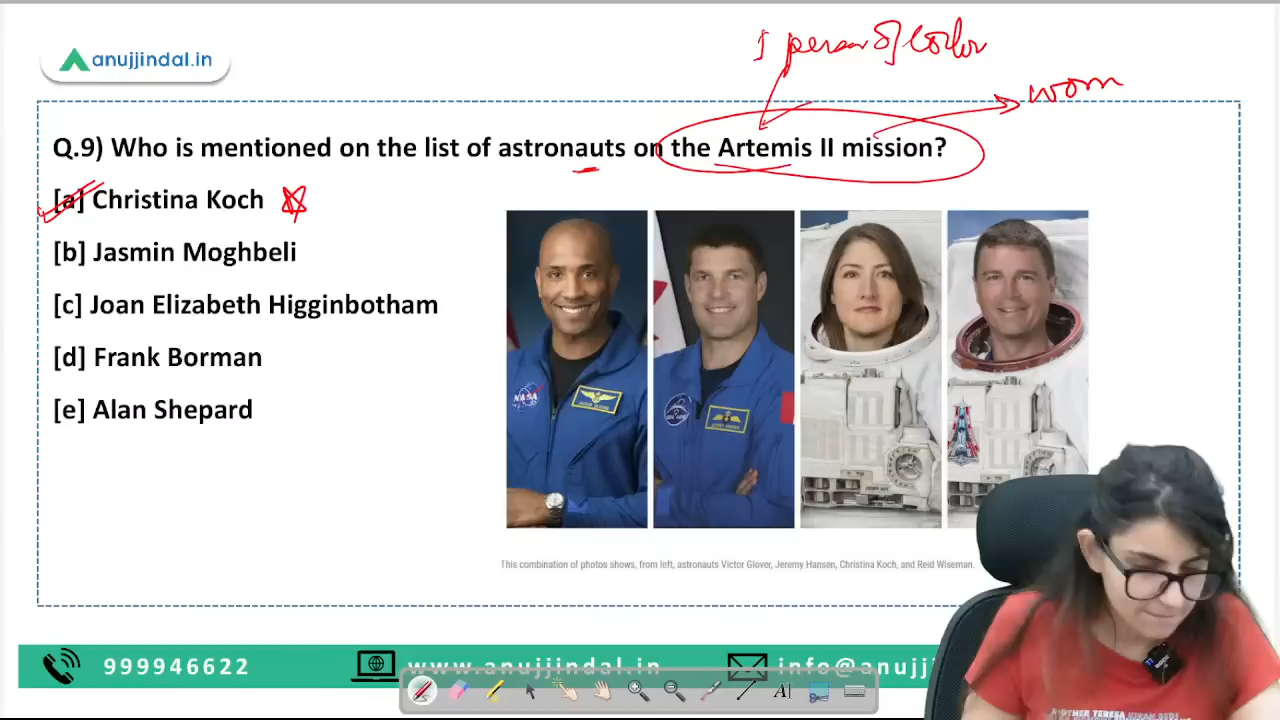 1 person of color
anujjindal.in
wom
Q.9) Who is mentioned on the list of astronauts on the Artemis II mission?
[a] Christina Koch
[b] Jasmin Moghbeli
[c] Joan Elizabeth Higginbotham
[d] Frank Borman
[e] Alan Shepard
NASA
This combination of photos shows, from left, astronauts Victor Glover, Jeremy Hansen, Christina Koch, and Reid Wiseman.
999946622
www.anujjindal.in
info@anujji
A